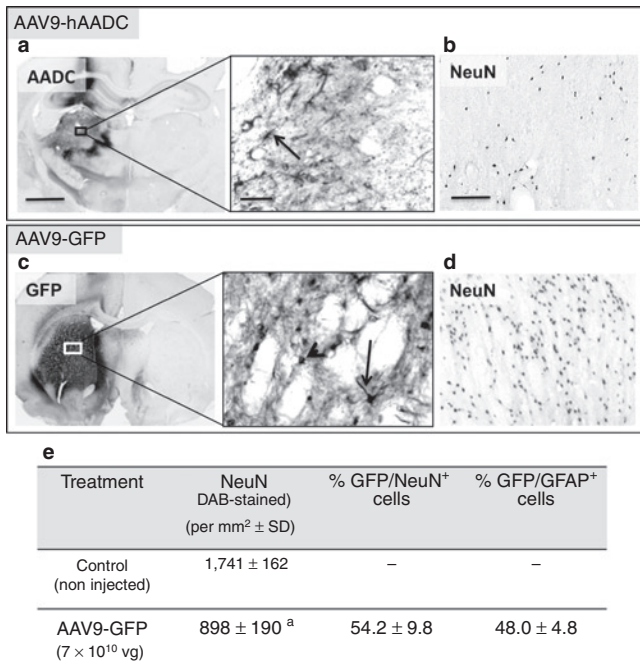 AAV9-hAADC
a
b
AADC
NeuN
AAV9-GFP
c
d
GFP
NeuN
e
Treatment
NeuN
DAB-stained)
(per mm² ± SD)
% GFP/NeuN⁺
cells
% GFP/GFAP⁺
cells
Control
(non injected)
1,741 ± 162
–
–
AAV9-GFP
(7 × 10¹⁰ vg)
898 ± 190 ᵃ
54.2 ± 9.8
48.0 ± 4.8